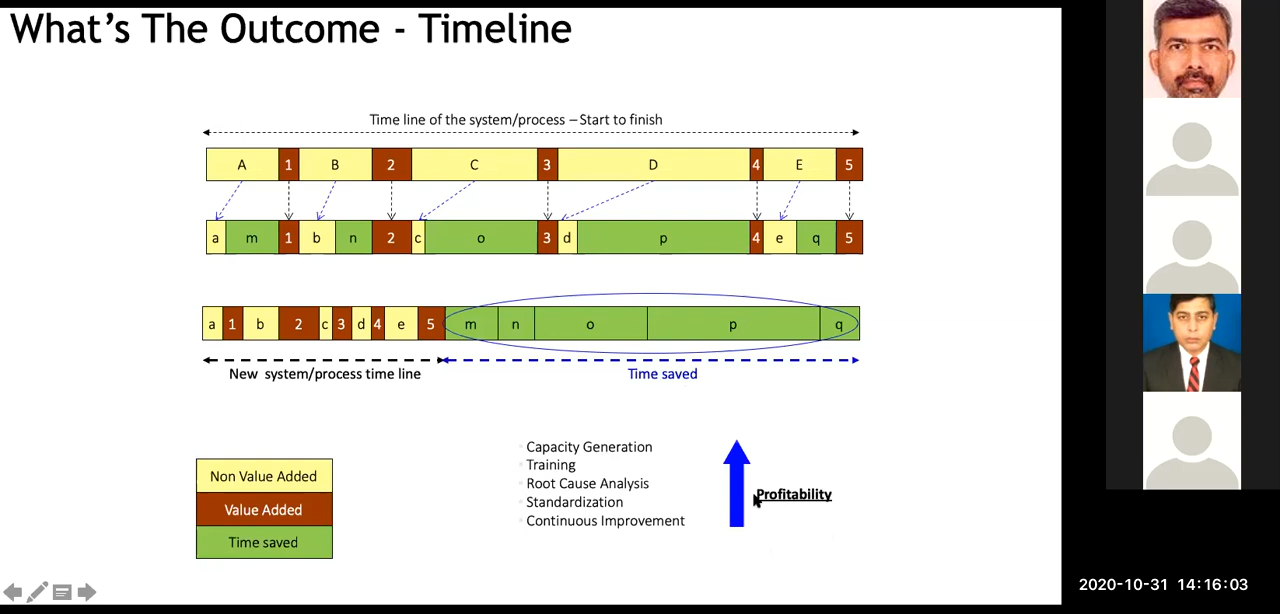 What's The Outcome - Timeline
Time line of the system/process – Start to finish
A 1 B 2 C 3 D 4 E 5
a m 1 b n 2 c o 3 d p 4 e q 5
a 1 b 2 c 3 d 4 e 5 m n o p q
New system/process time line
Time saved
Non Value Added
Value Added
Time saved
Capacity Generation
Training
Root Cause Analysis
Standardization
Continuous Improvement
Profitability
2020-10-31 14:16:03